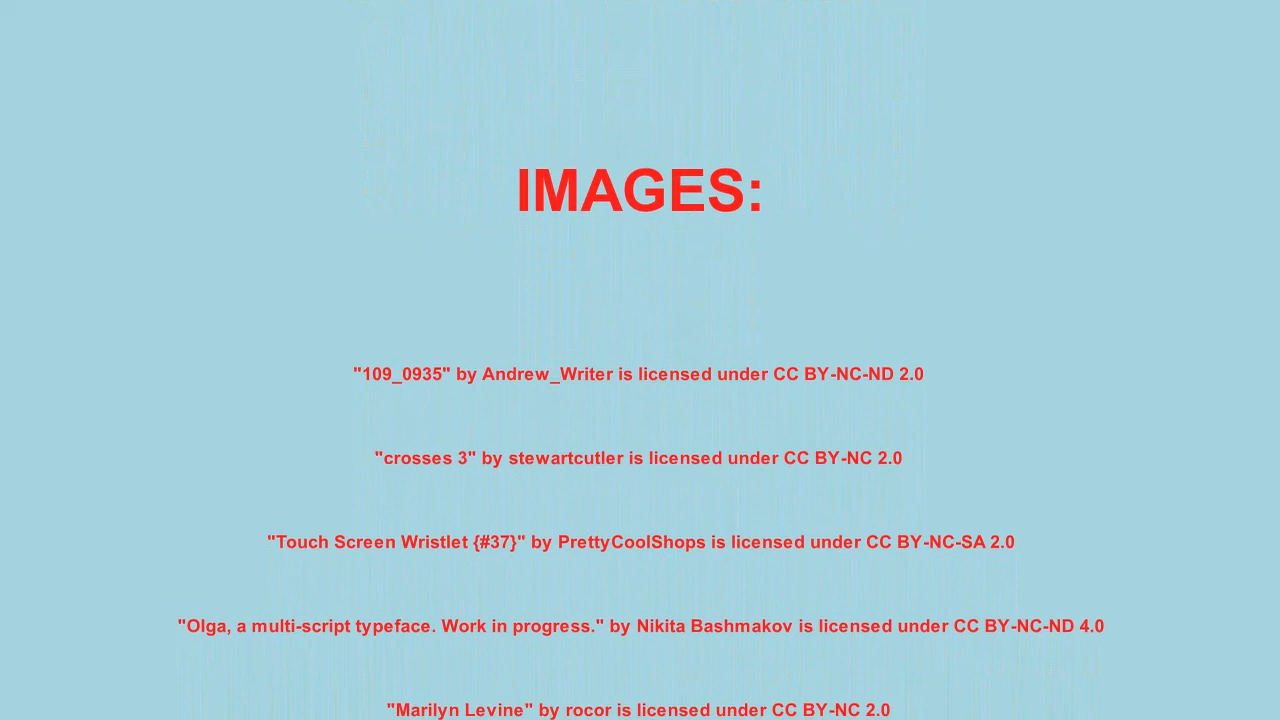 IMAGES:
"109_0935" by Andrew_Writer is licensed under CC BY-NC-ND 2.0
"crosses 3" by stewartcutler is licensed under CC BY-NC 2.0
"Touch Screen Wristlet {#37}" by PrettyCoolShops is licensed under CC BY-NC-SA 2.0
"Olga, a multi-script typeface. Work in progress." by Nikita Bashmakov is licensed under CC BY-NC-ND 4.0
"Marilyn Levine" by rocor is licensed under CC BY-NC 2.0